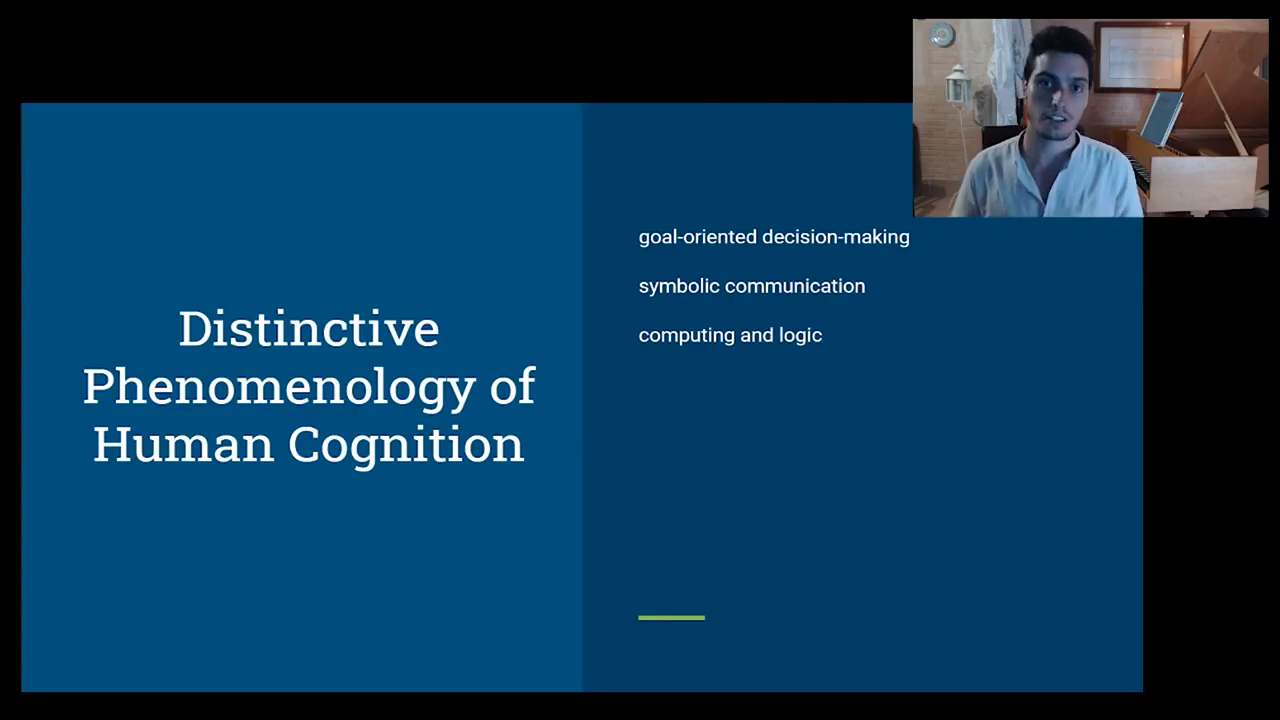 Distinctive
Phenomenology of
Human Cognition
goal-oriented decision-making
symbolic communication
computing and logic